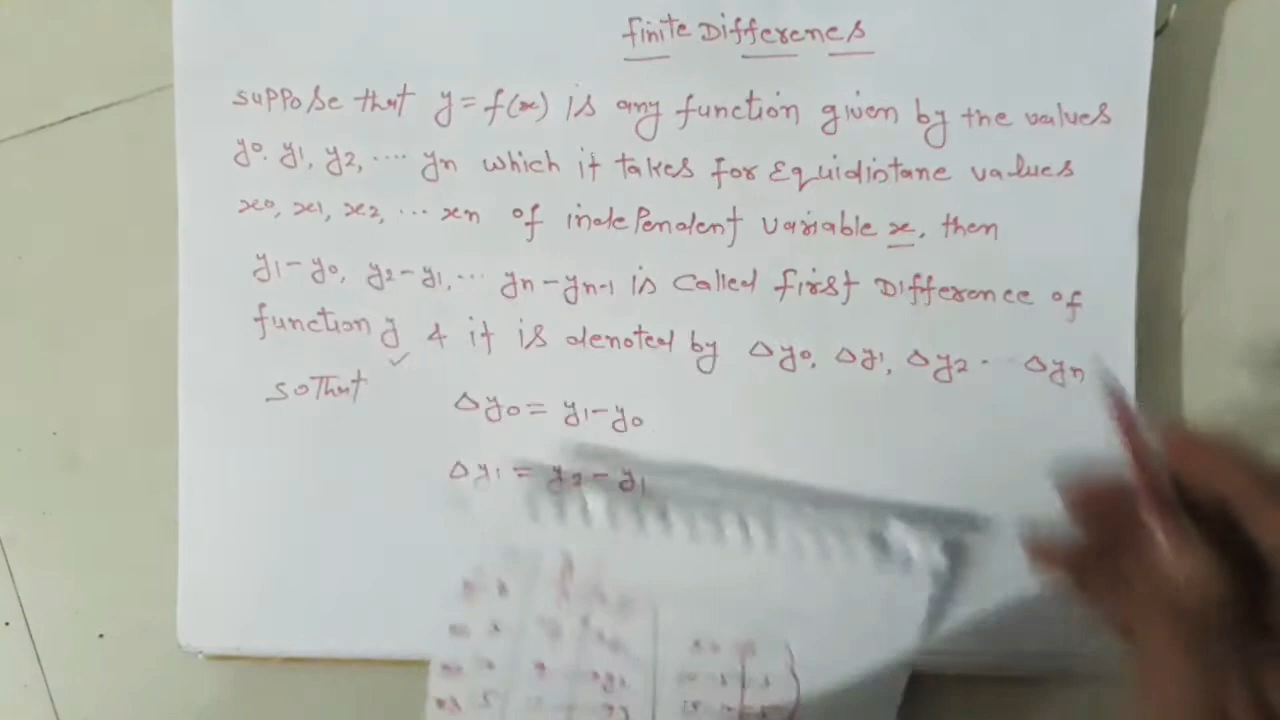 Finite Differenes
suppose that y = f(x) is any function given by the values
y0, y1, y2, .... yn which it takes for Equidistane values
x0, x1, x2, ... xn of independent variable x, then
y1-y0, y2-y1, ... yn-yn-1 is called first Difference of
function y & it is denoted by Δy0, Δy1, Δy2 .. Δyn
so That
Δy0 = y1-y0
Δy1 = y2-y1